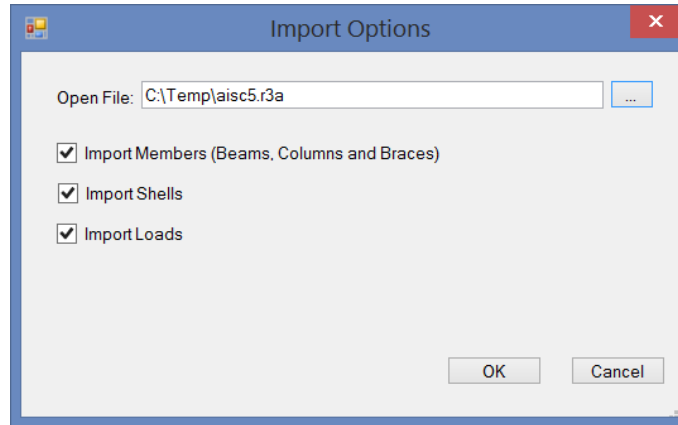 Import Options
Open File: C:\Temp\aisc5.r3a ...
Import Members (Beams, Columns and Braces)
Import Shells
Import Loads
OK Cancel